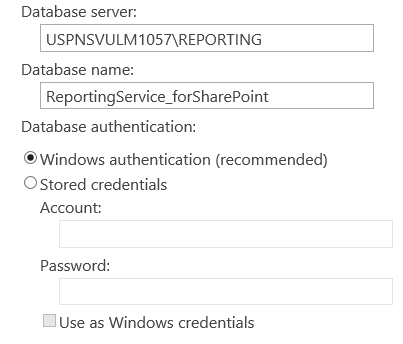 Database server:
USPNSVULM1057\REPORTING
Database name:
ReportingService_forSharePoint
Database authentication:
Windows authentication (recommended)
Stored credentials
Account:
Password:
Use as Windows credentials